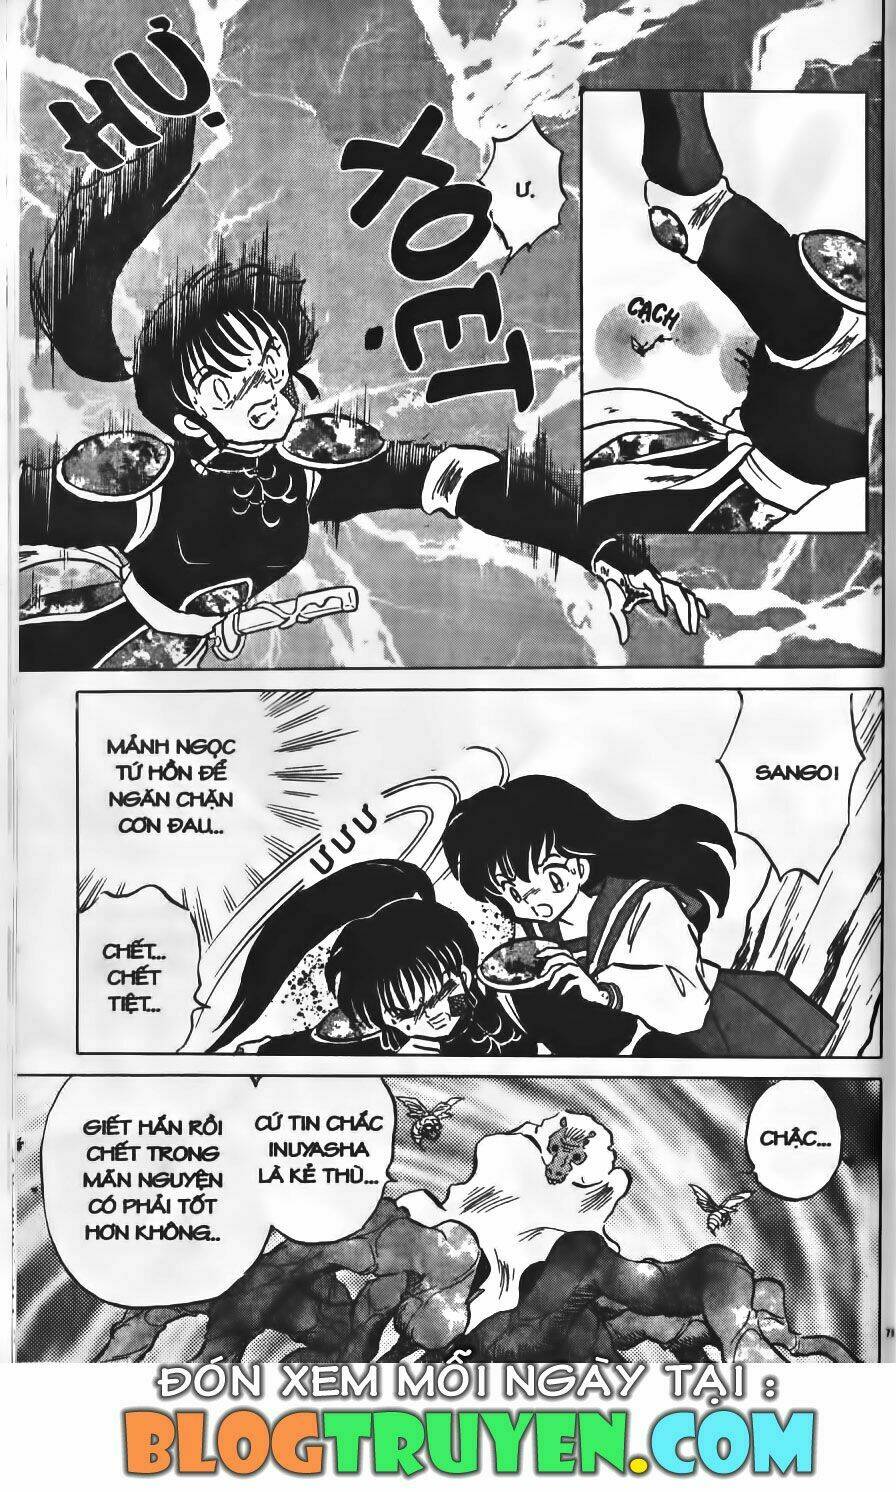 HỰ.
XOẸT
Ư.
CẠCH
SANGO!
MẢNH NGỌC
TỨ HỒN ĐỂ
NGĂN CHẶN
CƠN ĐAU...
ƯƯƯ
CHẾT...
CHẾT
TIỆT...
CHẬC...
CỨ TIN CHẮC
INUYASHA
LÀ KẺ THÙ...
GIẾT HẮN RỒI
CHẾT TRONG
MÃN NGUYỆN
CÓ PHẢI TỐT
HƠN KHÔNG...
71
ĐÓN XEM MỖI NGÀY TẠI :
BLOGTRUYEN.COM